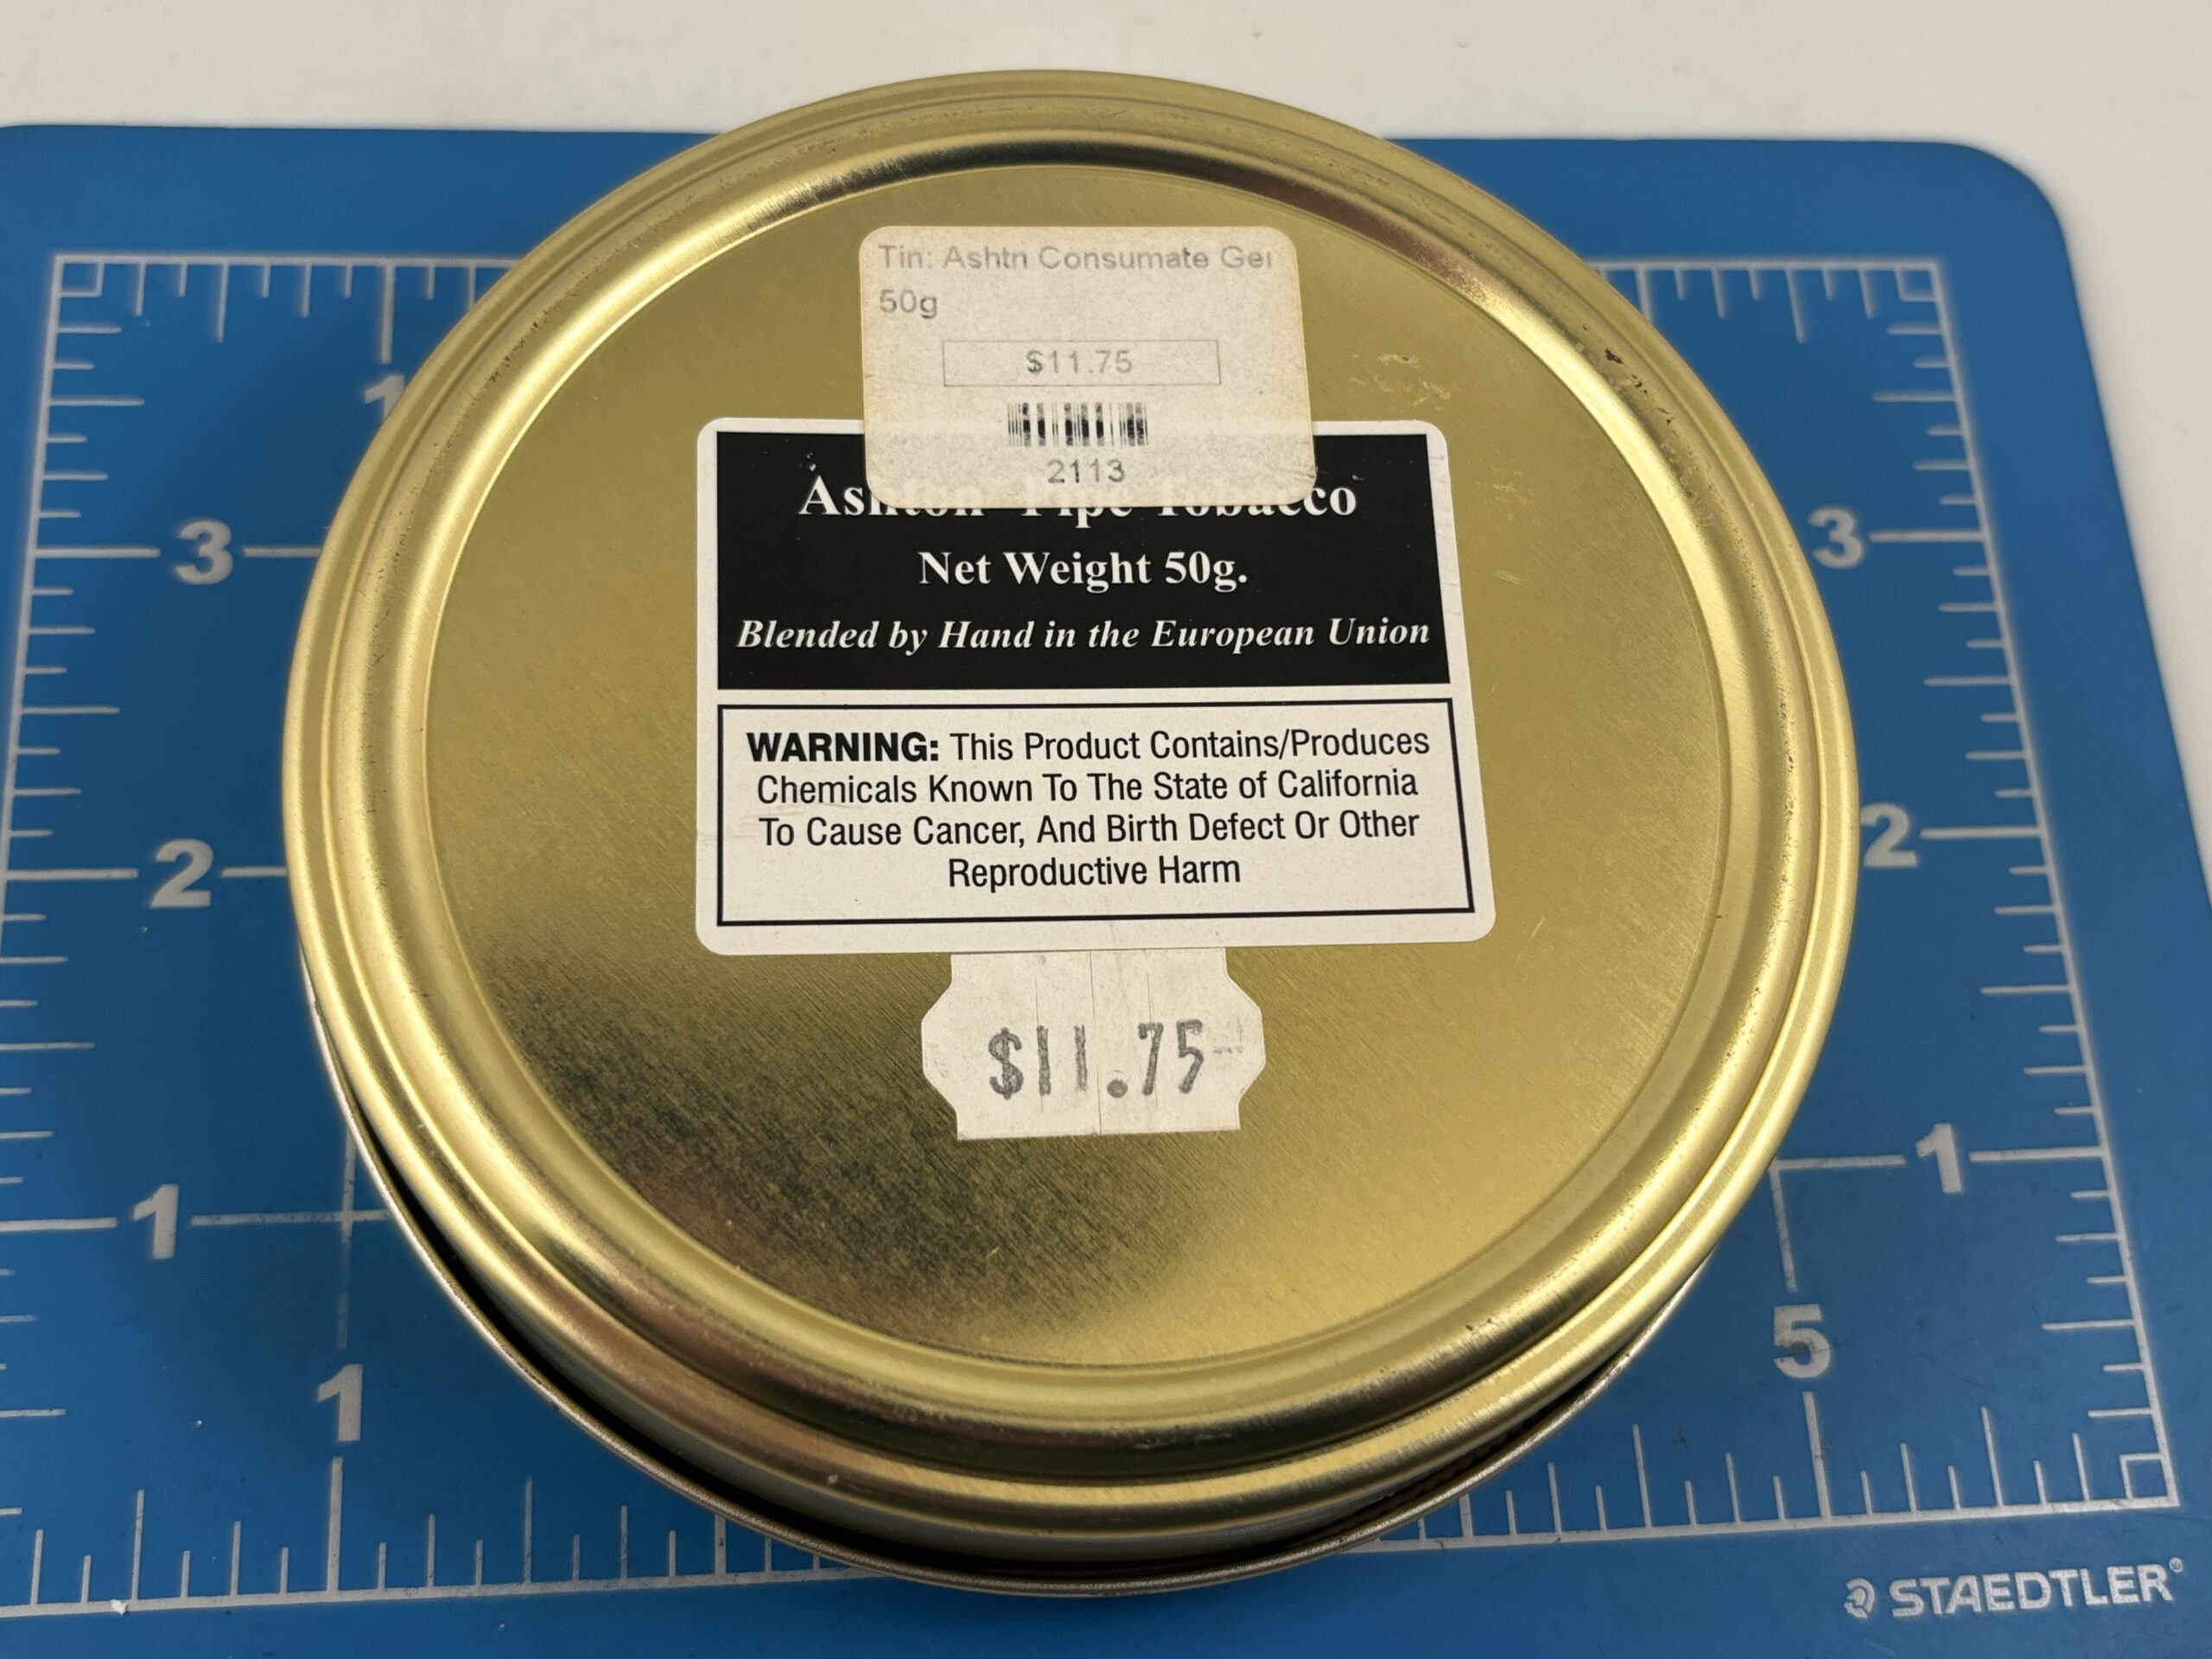 Tin: Ashtn Consumate Ger
50g
$11.75
2113
Ashton Pipe Tobacco
Net Weight 50g.
Blended by Hand in the European Union
WARNING: This Product Contains/Produces
Chemicals Known To The State of California
To Cause Cancer, And Birth Defect Or Other
Reproductive Harm
$11.75
1
3
3
2
2
1
1
1
5
STAEDTLER®